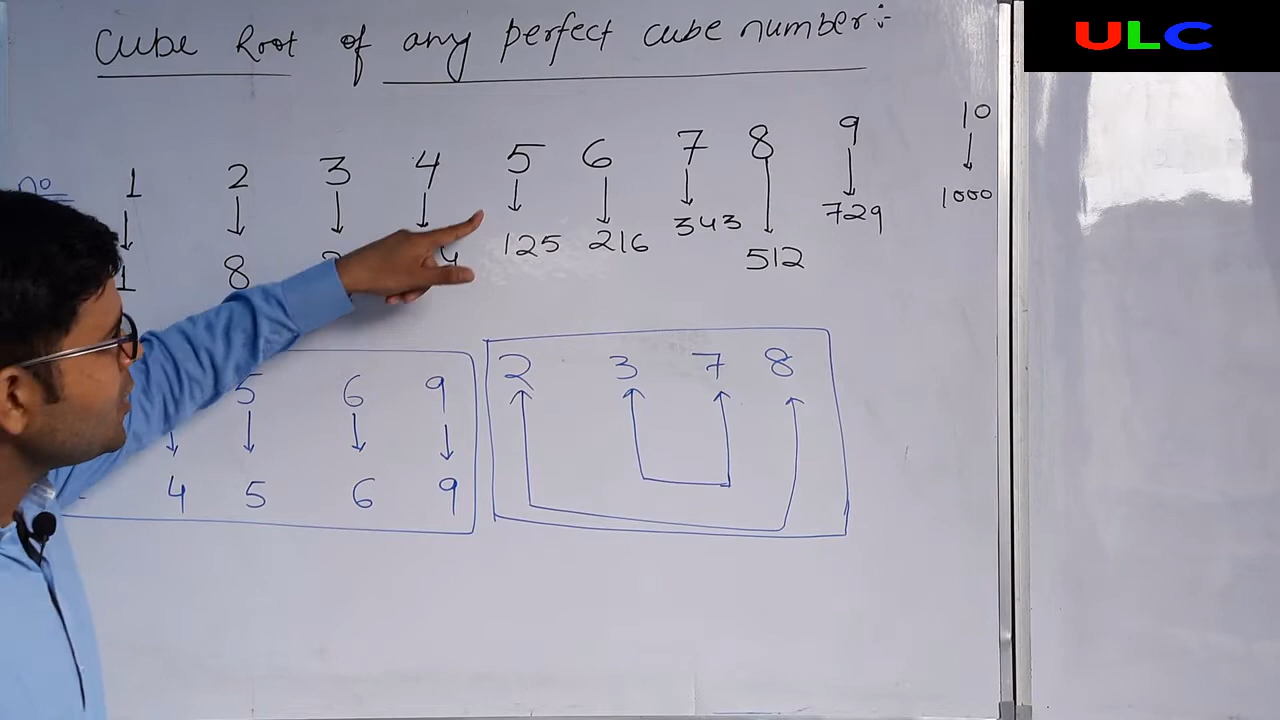 Cube Root of any perfect cube number:-
ULC
no 1 2 3 4 5 6 7 8 9 10
1 8 4 125 216 343 512 729 1000
5 6 9
4 5 6 9
2 3 7 8